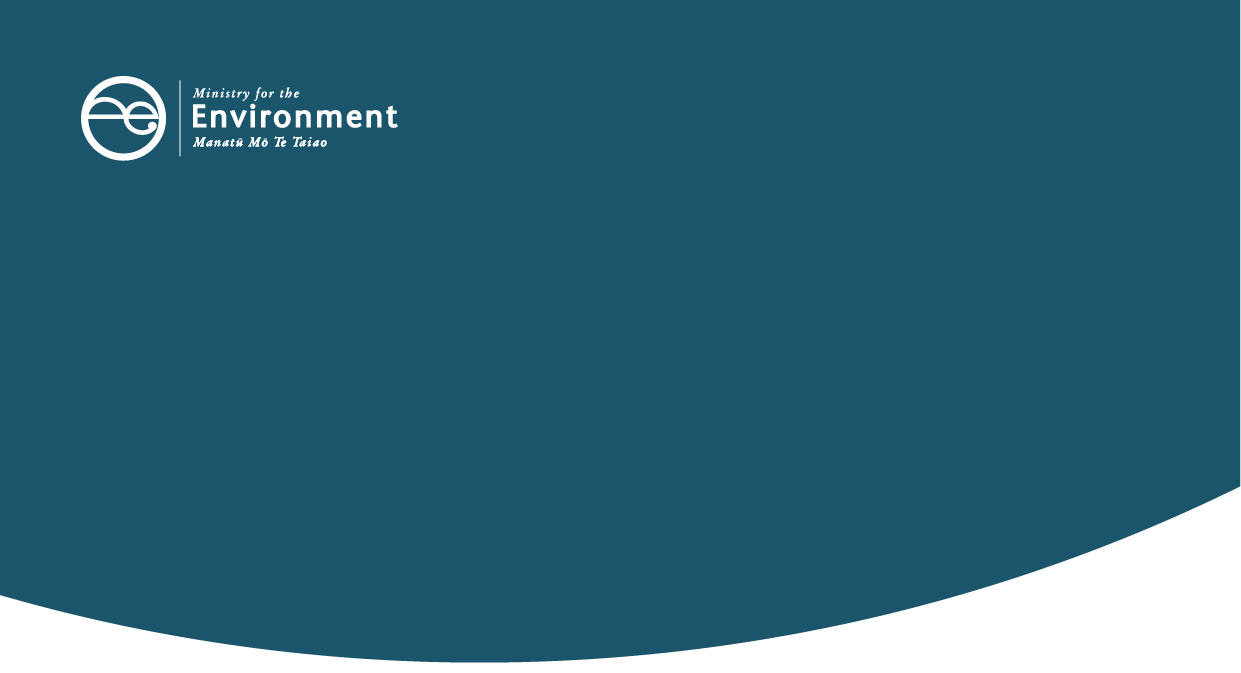 Ministry for the
Environment
Manatū Mō Te Taiao